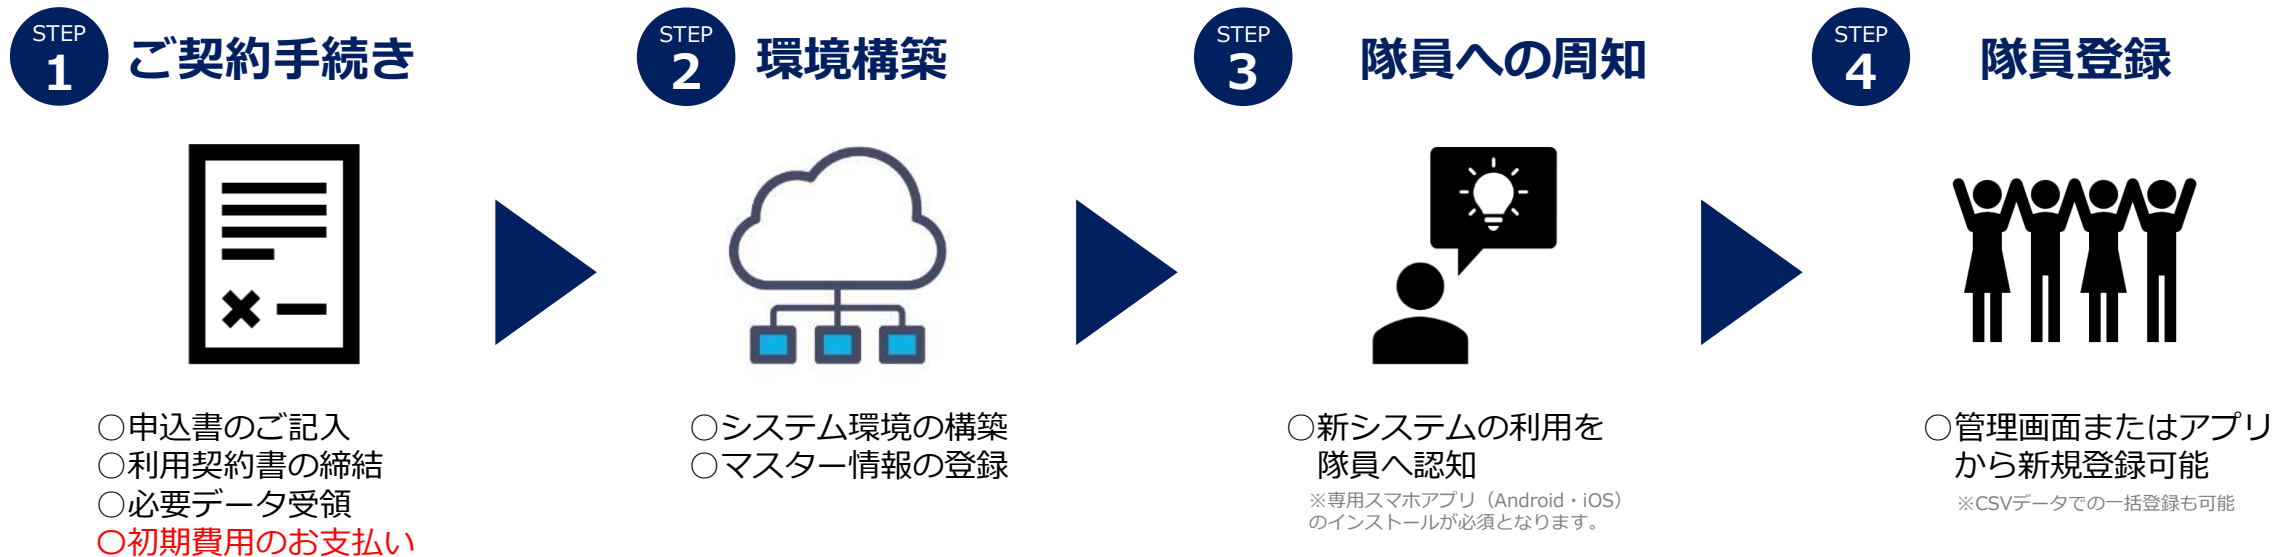 STEP
1
ご契約手続き
○申込書のご記入
○利用契約書の締結
○必要データ受領
○初期費用のお支払い
STEP
2
環境構築
○システム環境の構築
○マスター情報の登録
STEP
3
隊員への周知
○新システムの利用を
隊員へ認知
※専用スマホアプリ（Android・iOS）
のインストールが必須となります。
STEP
4
隊員登録
○管理画面またはアプリ
から新規登録可能
※CSVデータでの一括登録も可能